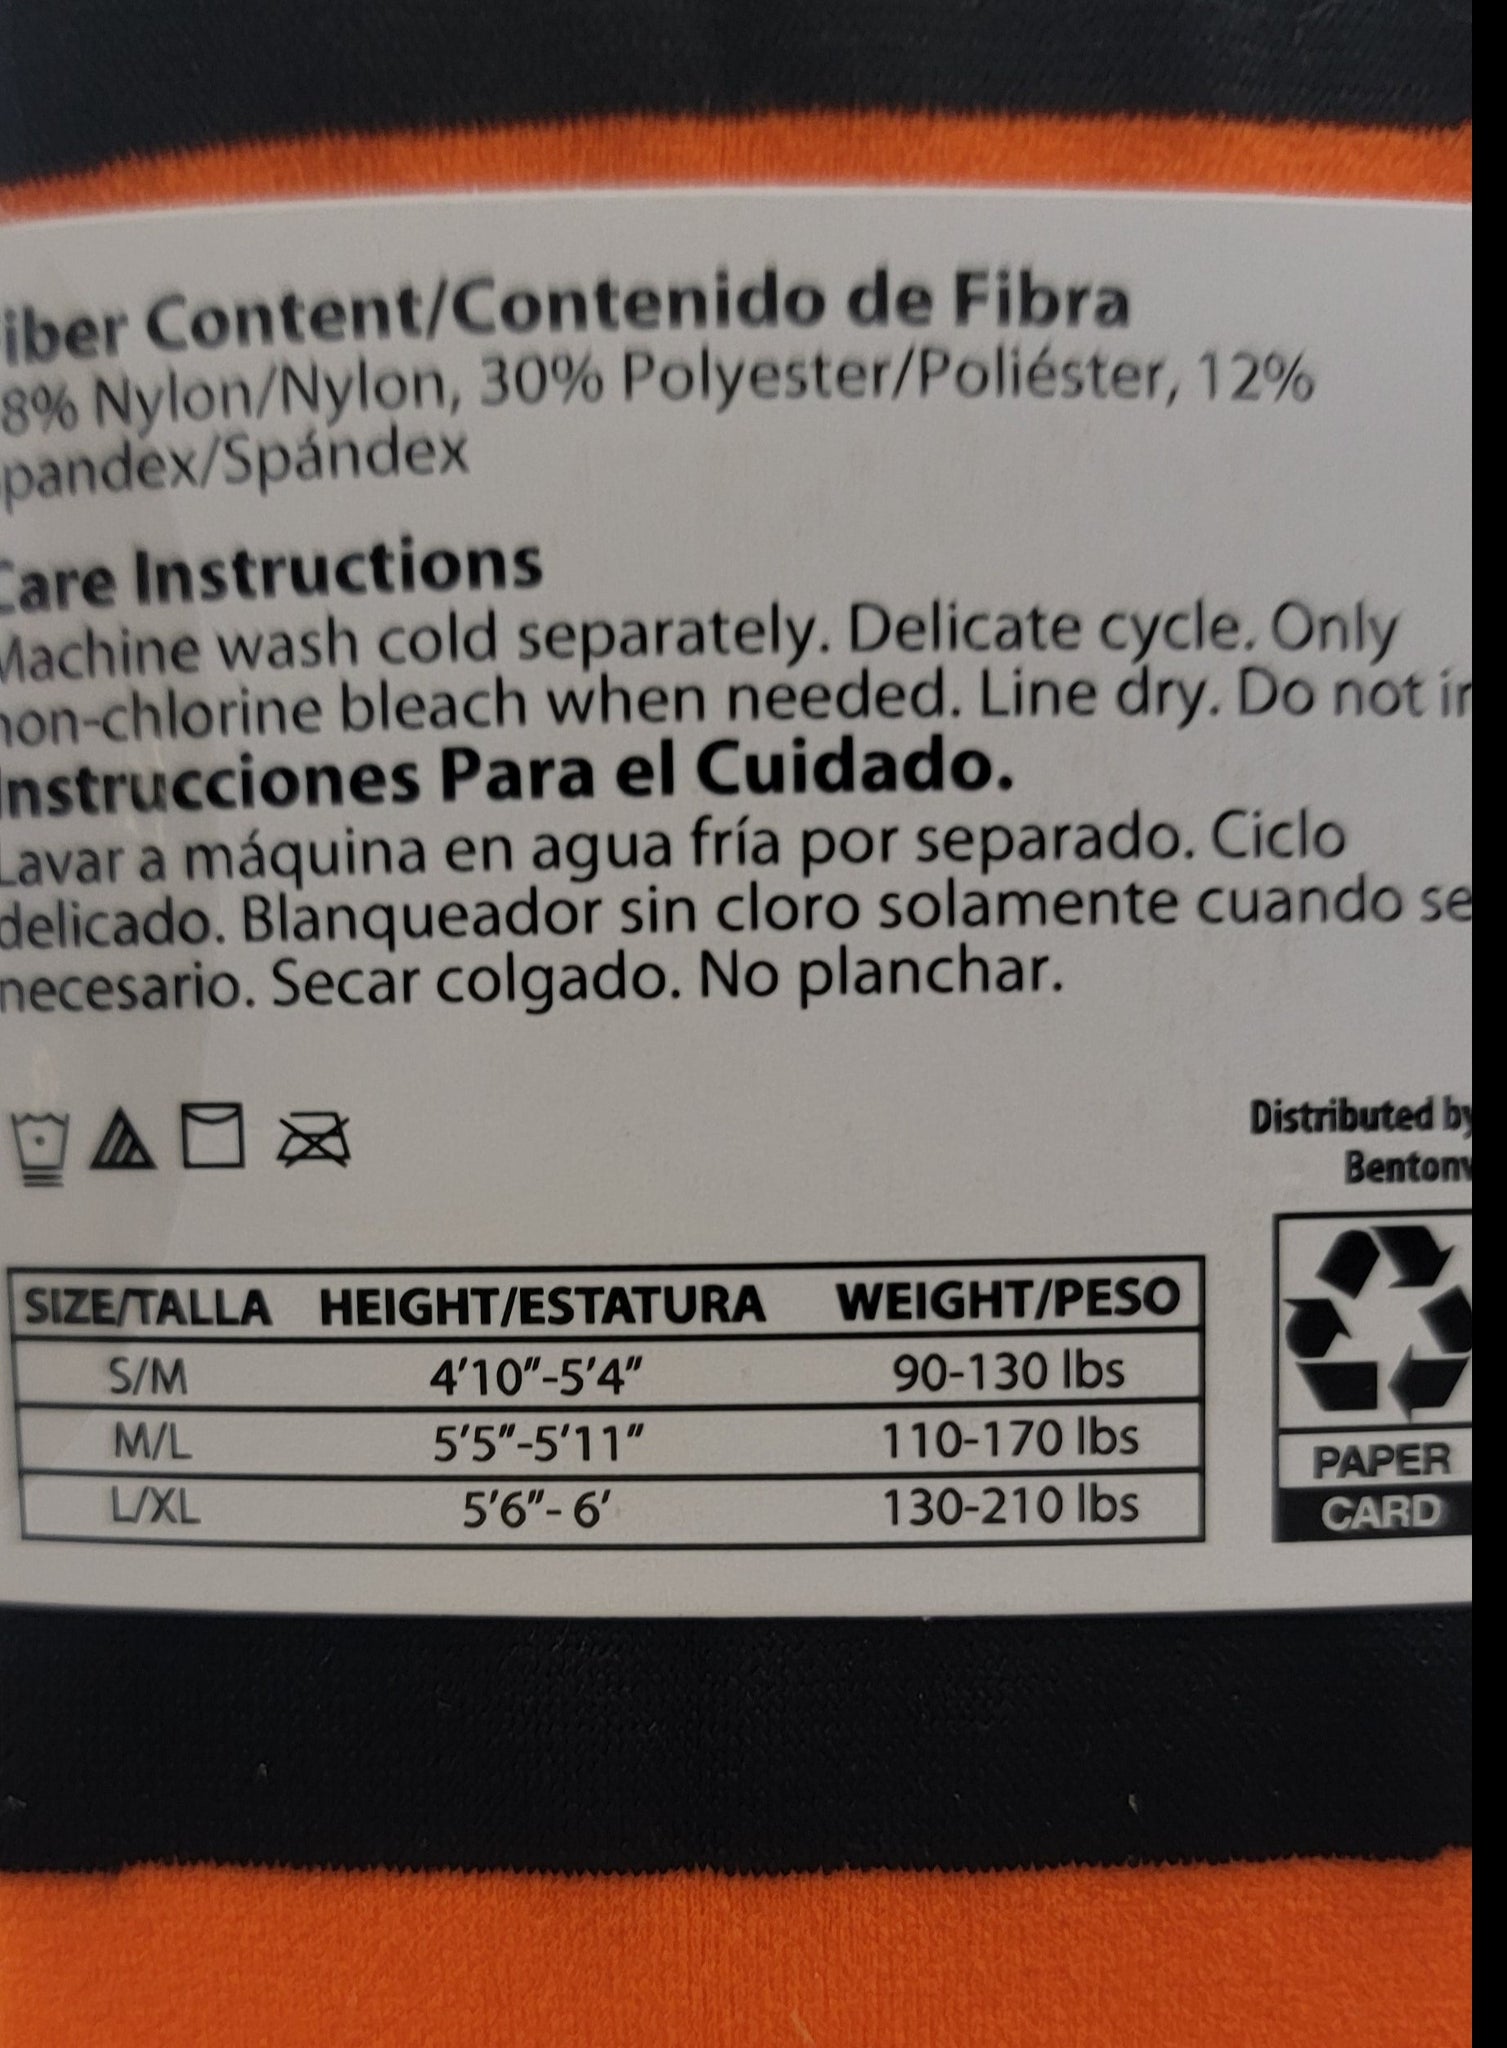 iber Content/Contenido de Fibra
8% Nylon/Nylon, 30% Polyester/Poliéster, 12%
pandex/Spándex
Care Instructions
Machine wash cold separately. Delicate cycle. Only
non-chlorine bleach when needed. Line dry. Do not ir
Instrucciones Para el Cuidado.
Lavar a máquina en agua fría por separado. Ciclo
delicado. Blanqueador sin cloro solamente cuando se
necesario. Secar colgado. No planchar.
Distributed by
Bentonv
SIZE/TALLA HEIGHT/ESTATURA WEIGHT/PESO
S/M 4'10"-5'4" 90-130 lbs
M/L 5'5"-5'11" 110-170 lbs
L/XL 5'6"- 6' 130-210 lbs
PAPER
CARD